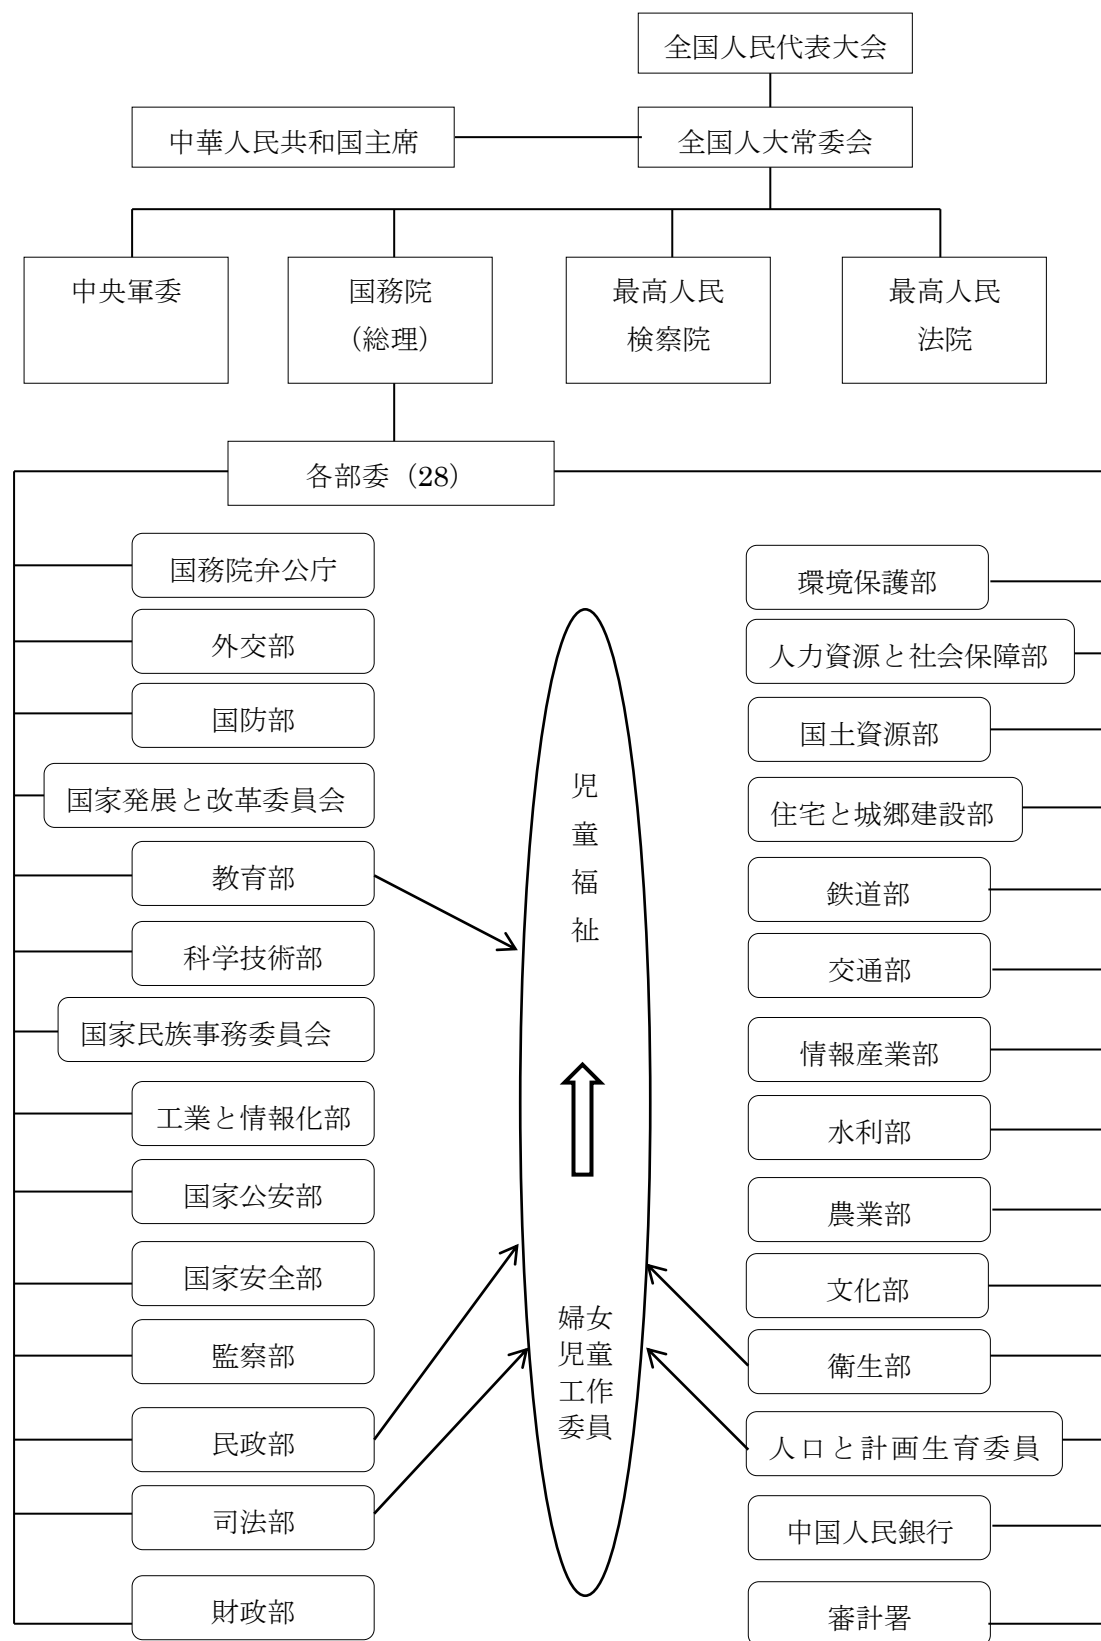 全国人民代表大会
中華人民共和国主席
全国人大常委会
中央軍委
国務院
（総理）
最高人民
検察院
最高人民
法院
各部委（28）
国務院弁公庁
外交部
国防部
国家発展と改革委員会
教育部
科学技術部
国家民族事務委員会
工業と情報化部
国家公安部
国家安全部
監察部
民政部
司法部
財政部
児
童
福
祉
婦女
児童
工作
委員
環境保護部
人力資源と社会保障部
国土資源部
住宅と城郷建設部
鉄道部
交通部
情報産業部
水利部
農業部
文化部
衛生部
人口と計画生育委員
中国人民銀行
審計署